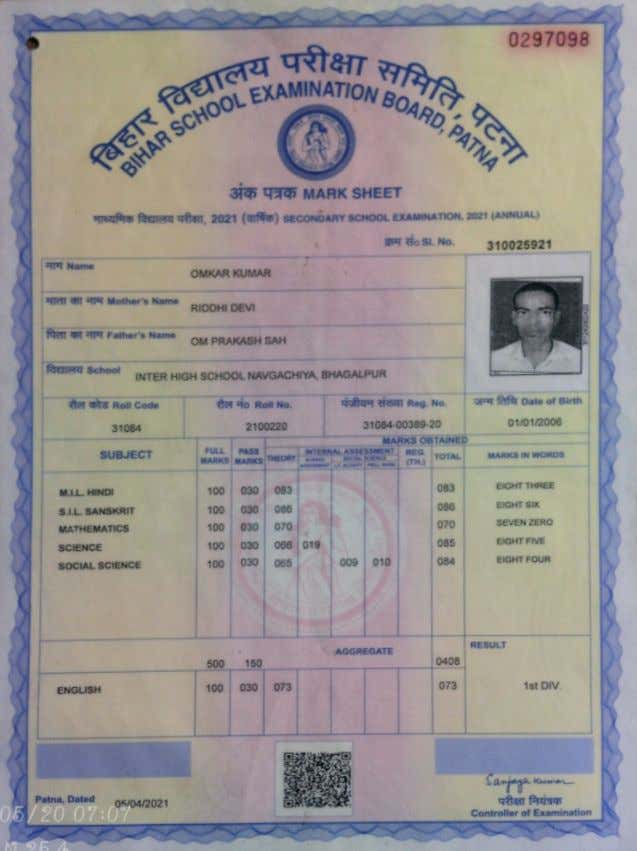 0297098
बिहार विद्यालय परीक्षा समिति, पटना
BIHAR SCHOOL EXAMINATION BOARD, PATNA
अंक पत्रक MARK SHEET
माध्यमिक विद्यालय परीक्षा, 2021 (वार्षिक) SECONDARY SCHOOL EXAMINATION, 2021 (ANNUAL)
क्रम सं० Sl. No. 310025921
नाम Name OMKAR KUMAR
माता का नाम Mother's Name RIDDHI DEVI
पिता का नाम Father's Name OM PRAKASH SAH
विद्यालय School INTER HIGH SCHOOL NAVGACHIYA, BHAGALPUR
रौल कोड Roll Code रौल नं० Roll No. पंजीयन संख्या Reg. No. जन्म तिथि Date of Birth
31084 2100220 31084-00389-20 01/01/2006
MARKS OBTAINED
SUBJECT FULL MARKS PASS MARKS THEORY INTERNAL ASSESSMENT REG. (TH.) TOTAL MARKS IN WORDS
M.I.L. HINDI 100 030 083 083 EIGHT THREE
S.I.L. SANSKRIT 100 030 086 086 EIGHT SIX
MATHEMATICS 100 030 070 070 SEVEN ZERO
SCIENCE 100 030 066 019 085 EIGHT FIVE
SOCIAL SCIENCE 100 030 065 009 010 084 EIGHT FOUR
500 150 AGGREGATE 0408 RESULT
ENGLISH 100 030 073 073 1st DIV.
Sanjay Kumar
Patna, Dated 05/04/2021
परीक्षा नियंत्रक
Controller of Examination
05/20 07:07